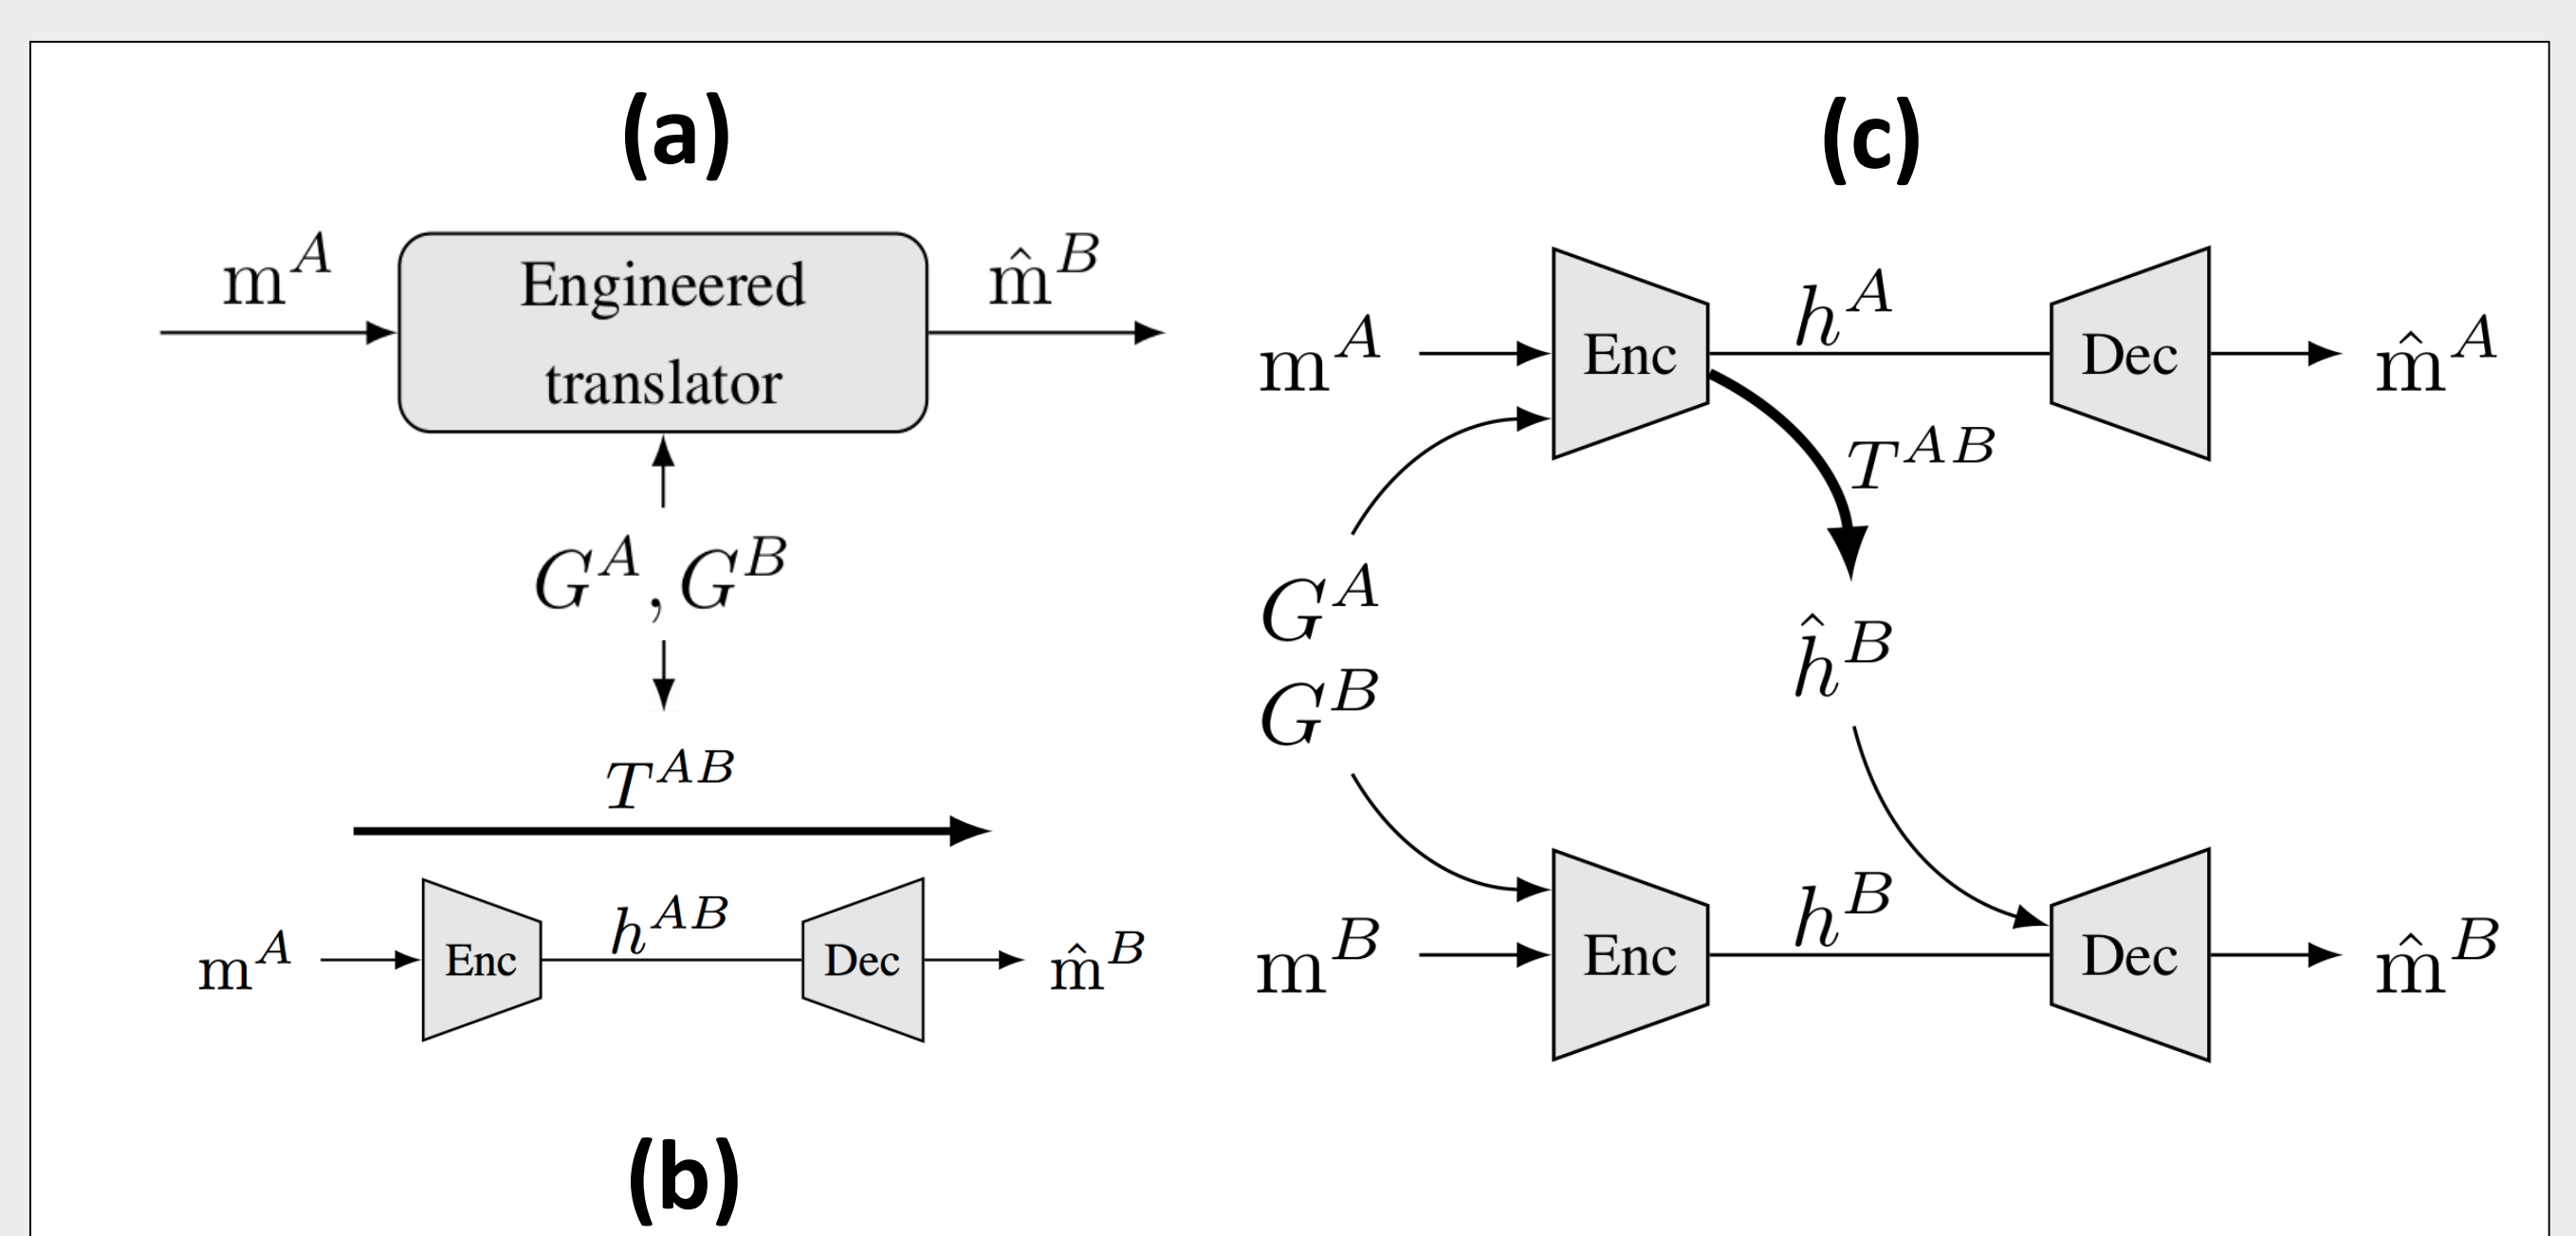 (a)
m^A
Engineered
translator
m̂^B
G^A, G^B
T^AB
m^A
Enc
h^AB
Dec
m̂^B
(b)
(c)
m^A
Enc
h^A
Dec
m̂^A
T^AB
G^A
ĥ^B
G^B
m^B
Enc
h^B
Dec
m̂^B